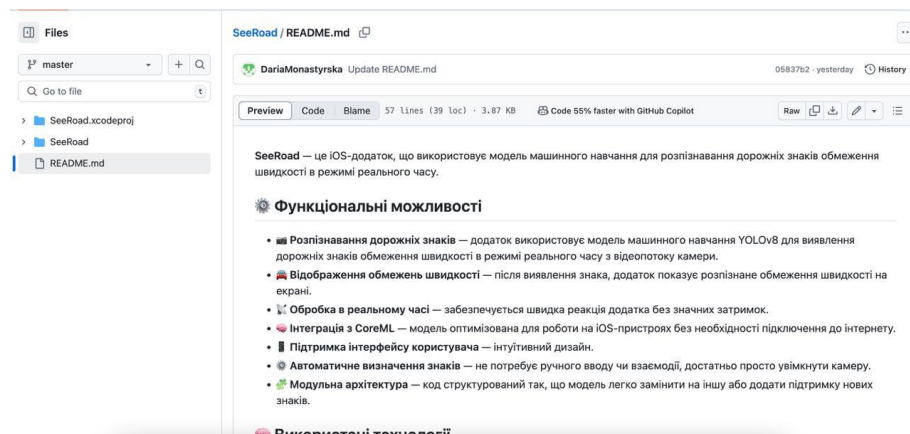 Files
SeeRoad / README.md
master
DariaMonastyrska Update README.md
05837b2 · yesterday
History
Go to file
t
Preview
Code
Blame
57 lines (39 loc) · 3.87 KB
Code 55% faster with GitHub Copilot
Raw
SeeRoad.xcodeproj
SeeRoad
README.md
SeeRoad — це iOS-додаток, що використовує модель машинного навчання для розпізнавання дорожніх знаків обмеження
швидкості в режимі реального часу.
Функціональні можливості
• Розпізнавання дорожніх знаків — додаток використовує модель машинного навчання YOLOv8 для виявлення
дорожніх знаків обмеження швидкості в режимі реального часу з відеопотоку камери.
• Відображення обмежень швидкості — після виявлення знака, додаток показує розпізнане обмеження швидкості на
екрані.
• Обробка в реальному часі — забезпечується швидка реакція додатка без значних затримок.
• Інтеграція з CoreML — модель оптимізована для роботи на iOS-пристроях без необхідності підключення до інтернету.
• Підтримка інтерфейсу користувача — інтуїтивний дизайн.
• Автоматичне визначення знаків — не потребує ручного вводу чи взаємодії, достатньо просто увімкнути камеру.
• Модульна архітектура — код структурований так, що модель легко замінити на іншу або додати підтримку нових
знаків.
Використані технології